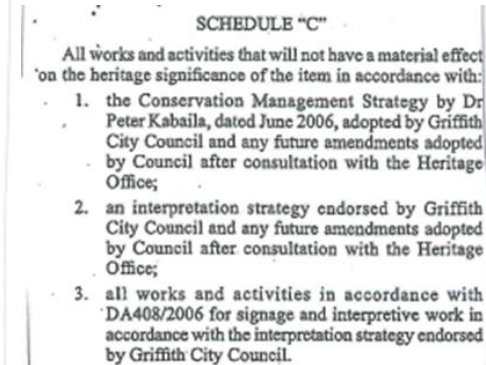 SCHEDULE "C"
All works and activities that will not have a material effect
on the heritage significance of the item in accordance with:
1. the Conservation Management Strategy by Dr
Peter Kabaila, dated June 2006, adopted by Griffith
City Council and any future amendments adopted
by Council after consultation with the Heritage
Office;
2. an interpretation strategy endorsed by Griffith
City Council and any future amendments adopted
by Council after consultation with the Heritage
Office;
3. all works and activities in accordance with
DA408/2006 for signage and interpretive work in
accordance with the interpretation strategy endorsed
by Griffith City Council.